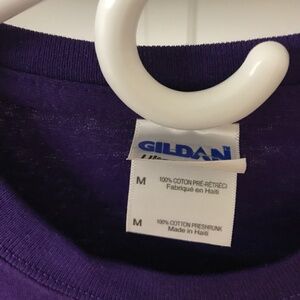 GILDAN
M
100% COTON PRÉ-RÉTRÉCI
Fabriqué en Haïti
M
100% COTTON PRESHRUNK
Made in Haiti